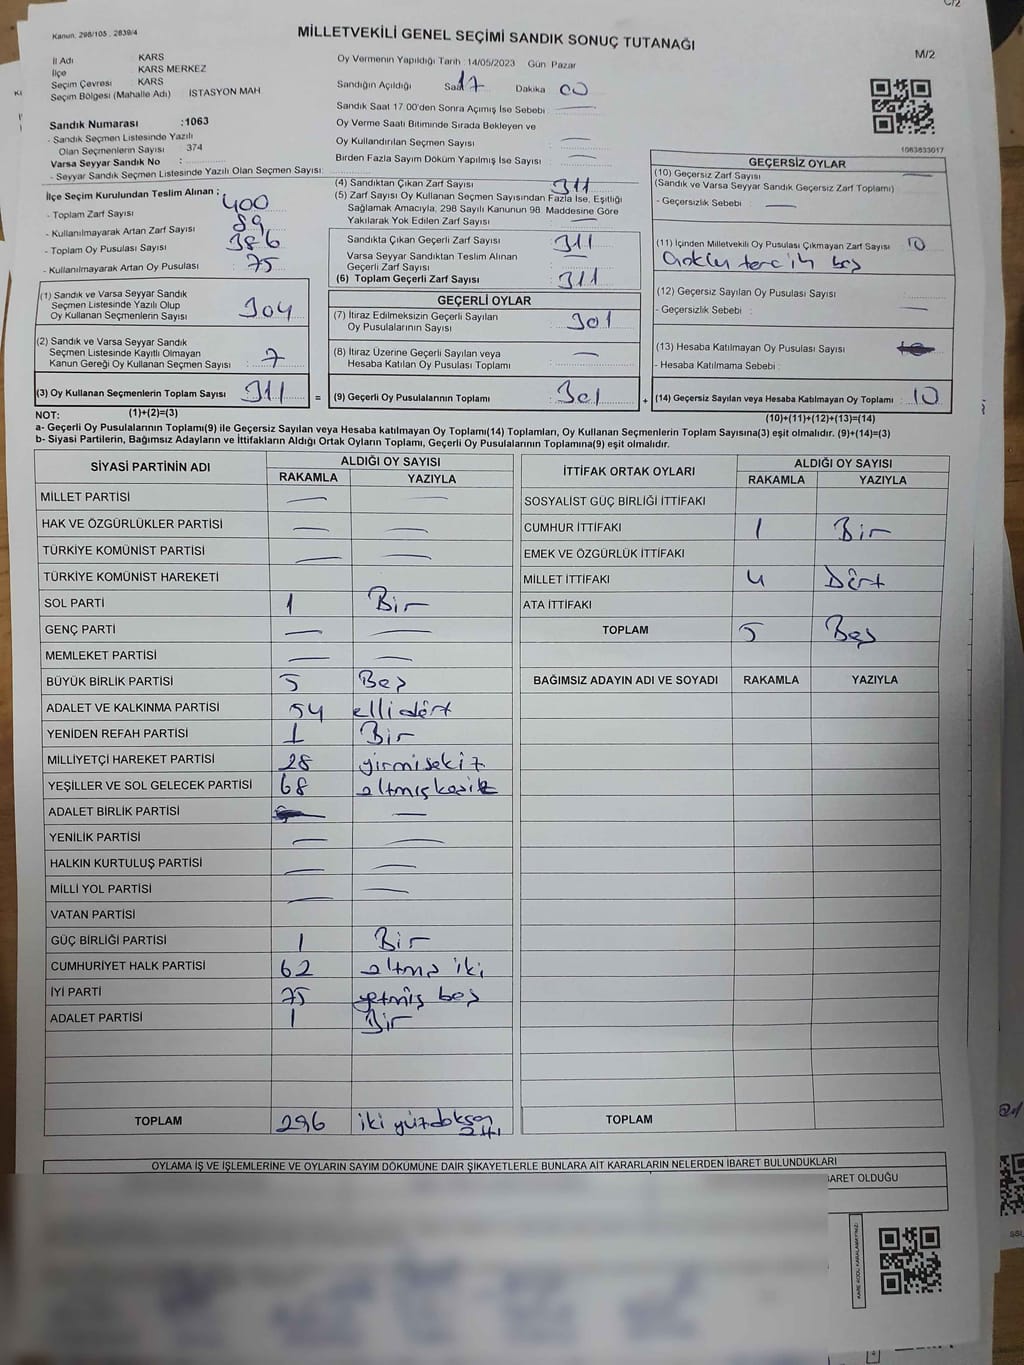 C/2
Kanun. 298/105 , 2839/4
MİLLETVEKİLİ GENEL SEÇİMİ SANDIK SONUÇ TUTANAĞI
M/2
İl Adı : KARS
İlçe : KARS MERKEZ
Seçim Çevresi : KARS
Seçim Bölgesi (Mahalle Adı) İSTASYON MAH
Sandık Numarası :1063
- Sandık Seçmen Listesinde Yazılı
Olan Seçmenlerin Sayısı 374
Varsa Seyyar Sandık No :
- Seyyar Sandık Seçmen Listesinde Yazılı Olan Seçmen Sayısı:
Oy Vermenin Yapıldığı Tarih : 14/05/2023 Gün Pazar
Sandığın Açıldığı Saat 17 Dakika 00
Sandık Saat 17.00'den Sonra Açımış İse Sebebi : —
Oy Verme Saati Bitiminde Sırada Bekleyen ve
Oy Kullandırılan Seçmen Sayısı : —
Birden Fazla Sayım Döküm Yapılmış İse Sayısı : —
1063633017
İlçe Seçim Kurulundan Teslim Alınan :
- Toplam Zarf Sayısı : 400
- Kullanılmayarak Artan Zarf Sayısı : 89
- Toplam Oy Pusulası Sayısı : 386
- Kullanılmayarak Artan Oy Pusulası : 75
(4) Sandıktan Çıkan Zarf Sayısı : 311
(5) Zarf Sayısı Oy Kullanan Seçmen Sayısından Fazla İse, Eşitliği
Sağlamak Amacıyla, 298 Sayılı Kanunun 98. Maddesine Göre
Yakılarak Yok Edilen Zarf Sayısı : —
Sandıkta Çıkan Geçerli Zarf Sayısı : 311
Varsa Seyyar Sandıktan Teslim Alınan
Geçerli Zarf Sayısı : —
(6) Toplam Geçerli Zarf Sayısı : 311
GEÇERSİZ OYLAR
(10) Geçersiz Zarf Sayısı : —
(Sandık ve Varsa Seyyar Sandık Geçersiz Zarf Toplamı)
- Geçersizlik Sebebi : —
(11) İçinden Milletvekili Oy Pusulası Çıkmayan Zarf Sayısı : 10
(12) Geçersiz Sayılan Oy Pusulası Sayısı :
- Geçersizlik Sebebi : —
(13) Hesaba Katılmayan Oy Pusulası Sayısı :
- Hesaba Katılmama Sebebi :
(14) Geçersiz Sayılan veya Hesaba katılmayan Oy Toplamı : 10
(1) Sandık ve Varsa Seyyar Sandık
Seçmen Listesinde Yazılı Olup
Oy Kullanan Seçmenlerin Sayısı : 304
(2) Sandık ve Varsa Seyyar Sandık
Seçmen Listesinde Kayıtlı Olmayan
Kanun Gereği Oy Kullanan Seçmen Sayısı : 7
(3) Oy Kullanan Seçmenlerin Toplam Sayısı : 311
=
GEÇERLİ OYLAR
(7) İtiraz Edilmeksizin Geçerli Sayılan
Oy Pusulalarının Sayısı : 301
(8) İtiraz Üzerine Geçerli Sayılan veya
Hesaba Katılan Oy Pusulası Toplamı : —
(9) Geçerli Oy Pusulalarının Toplamı : 301
+
NOT: (1)+(2)=(3) (10)+(11)+(12)+(13)=(14)
a- Geçerli Oy Pusulalarının Toplamı(9) ile Geçersiz Sayılan veya Hesaba katılmayan Oy Toplamı(14) Toplamları, Oy Kullanan Seçmenlerin Toplam Sayısına(3) eşit olmalıdır. (9)+(14)=(3)
b- Siyasi Partilerin, Bağımsız Adayların ve İttifakların Aldığı Ortak Oyların Toplamı, Geçerli Oy Pusulalarının Toplamına(9) eşit olmalıdır.
SİYASİ PARTİNİN ADI ALDIĞI OY SAYISI
RAKAMLA YAZIYLA
MİLLET PARTİSİ — —
HAK VE ÖZGÜRLÜKLER PARTİSİ — —
TÜRKİYE KOMÜNİST PARTİSİ — —
TÜRKİYE KOMÜNİST HAREKETİ
SOL PARTİ 1 Bir
GENÇ PARTİ — —
MEMLEKET PARTİSİ — —
BÜYÜK BİRLİK PARTİSİ 5 Beş
ADALET VE KALKINMA PARTİSİ 54 ellidört
YENİDEN REFAH PARTİSİ 1 Bir
MİLLİYETÇİ HAREKET PARTİSİ 28 yirmisekiz
YEŞİLLER VE SOL GELECEK PARTİSİ 68
ADALET BİRLİK PARTİSİ —
YENİLİK PARTİSİ — —
HALKIN KURTULUŞ PARTİSİ — —
MİLLİ YOL PARTİSİ — —
VATAN PARTİSİ
GÜÇ BİRLİĞİ PARTİSİ 1 Bir
CUMHURİYET HALK PARTİSİ 62 altmış iki
İYİ PARTİ 75 yetmiş beş
ADALET PARTİSİ 1 Bir
TOPLAM 296 iki yüz doksan
altı
İTTİFAK ORTAK OYLARI ALDIĞI OY SAYISI
RAKAMLA YAZIYLA
SOSYALİST GÜÇ BİRLİĞİ İTTİFAKI
CUMHUR İTTİFAKI 1 Bir
EMEK VE ÖZGÜRLÜK İTTİFAKI
MİLLET İTTİFAKI 4 Dört
ATA İTTİFAKI
TOPLAM 5 Beş
BAĞIMSIZ ADAYIN ADI VE SOYADI RAKAMLA YAZIYLA
TOPLAM
OYLAMA İŞ VE İŞLEMLERİNE VE OYLARIN SAYIM DÖKÜMÜNE DAİR ŞİKAYETLERLE BUNLARA AİT KARARLARIN NELERDEN İBARET BULUNDUKLARI
BARET OLDUĞU